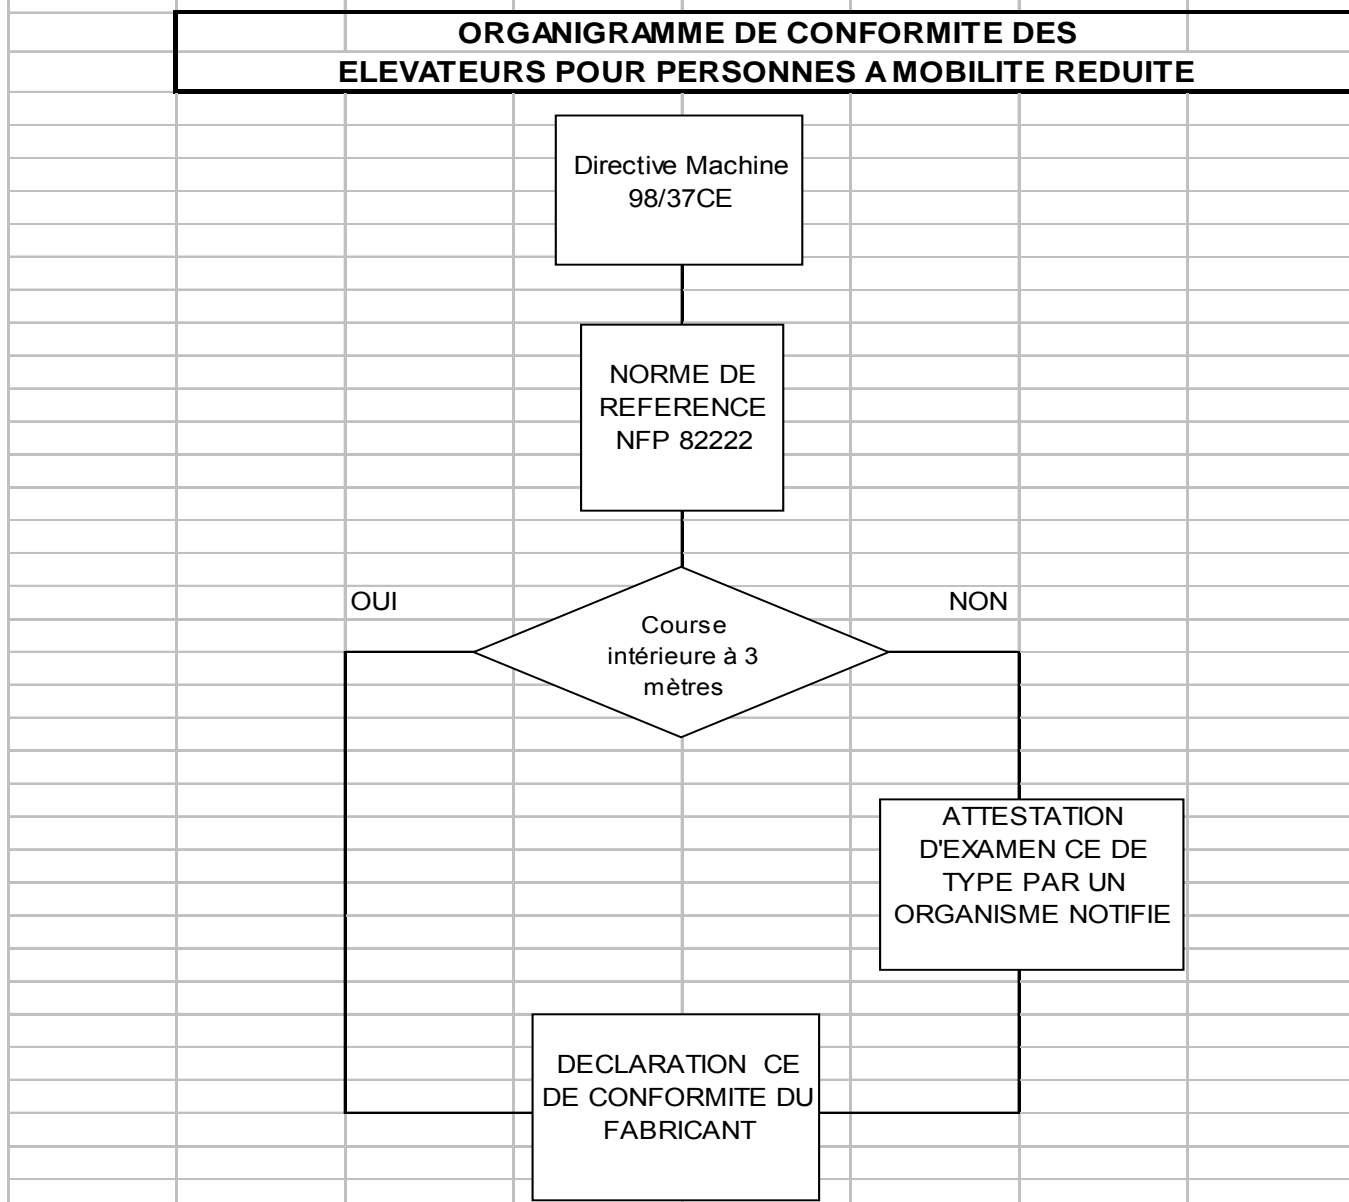 ORGANIGRAMME DE CONFORMITE DES
ELEVATEURS POUR PERSONNES A MOBILITE REDUITE
Directive Machine
98/37CE
NORME DE
REFERENCE
NFP 82222
OUI
NON
Course
intérieure à 3
mètres
ATTESTATION
D'EXAMEN CE DE
TYPE PAR UN
ORGANISME NOTIFIE
DECLARATION CE
DE CONFORMITE DU
FABRICANT